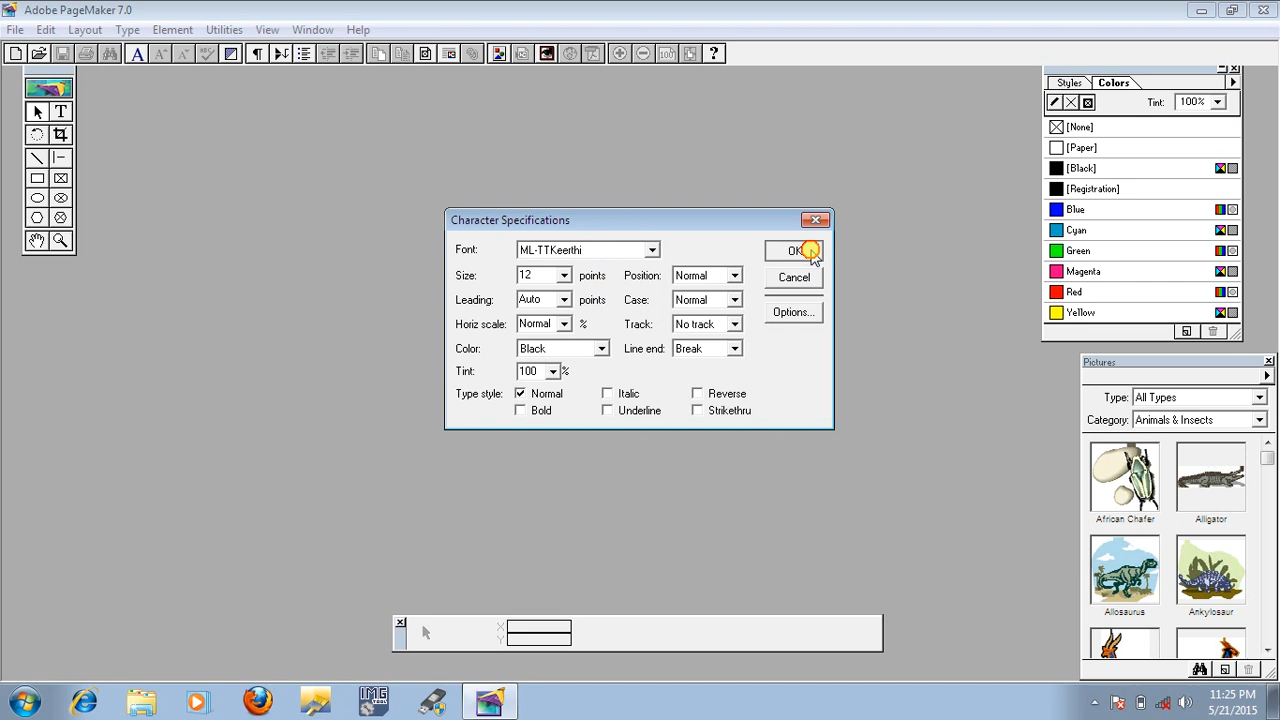 Adobe PageMaker 7.0
File Edit Layout Type Element Utilities Window Help
Styles Colors
Tint: 100%
[None]
[Paper]
[Black]
[Registration]
Blue
Cyan
Green
Magenta
Red
Yellow
Character Specifications
Font: ML-TTKeerthi OK
Size: 12 points Position: Normal Cancel
Leading: Auto points Case: Normal
Options...
Horiz scale: Normal % Track: No track
Color: Black Line end: Break
Tint: 100 %
Type style: Normal Italic Reverse
Bold Underline Strikethru
Pictures
Type: All Types
Category: Animals & Insects
African Chafer Alligator
Allosaurus Ankylosaur
X
Y
IMG
11:25 PM
5/21/2015